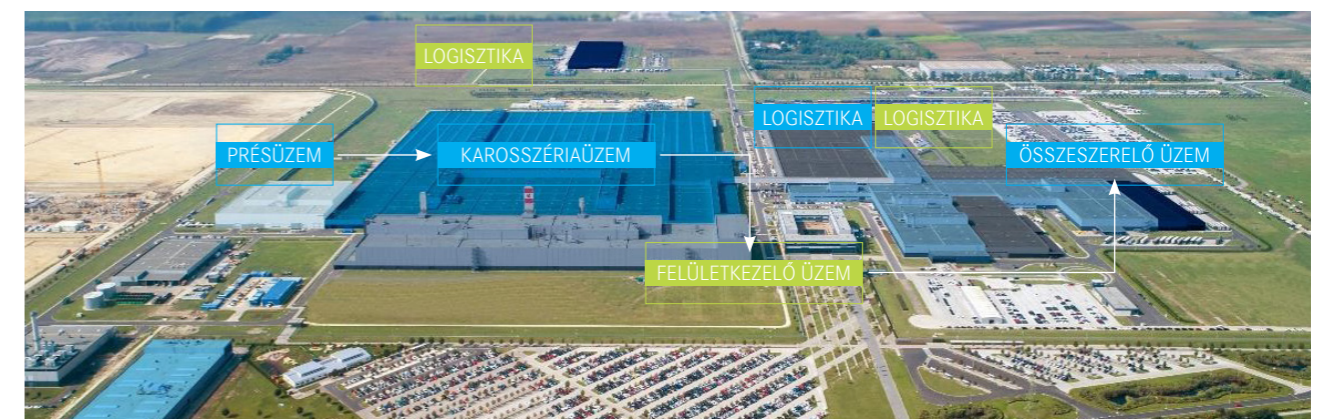 LOGISZTIKA
LOGISZTIKA LOGISZTIKA
PRÉSÜZEM KAROSSZÉRIAÜZEM ÖSSZESZERELŐ ÜZEM
FELÜLETKEZELŐ ÜZEM